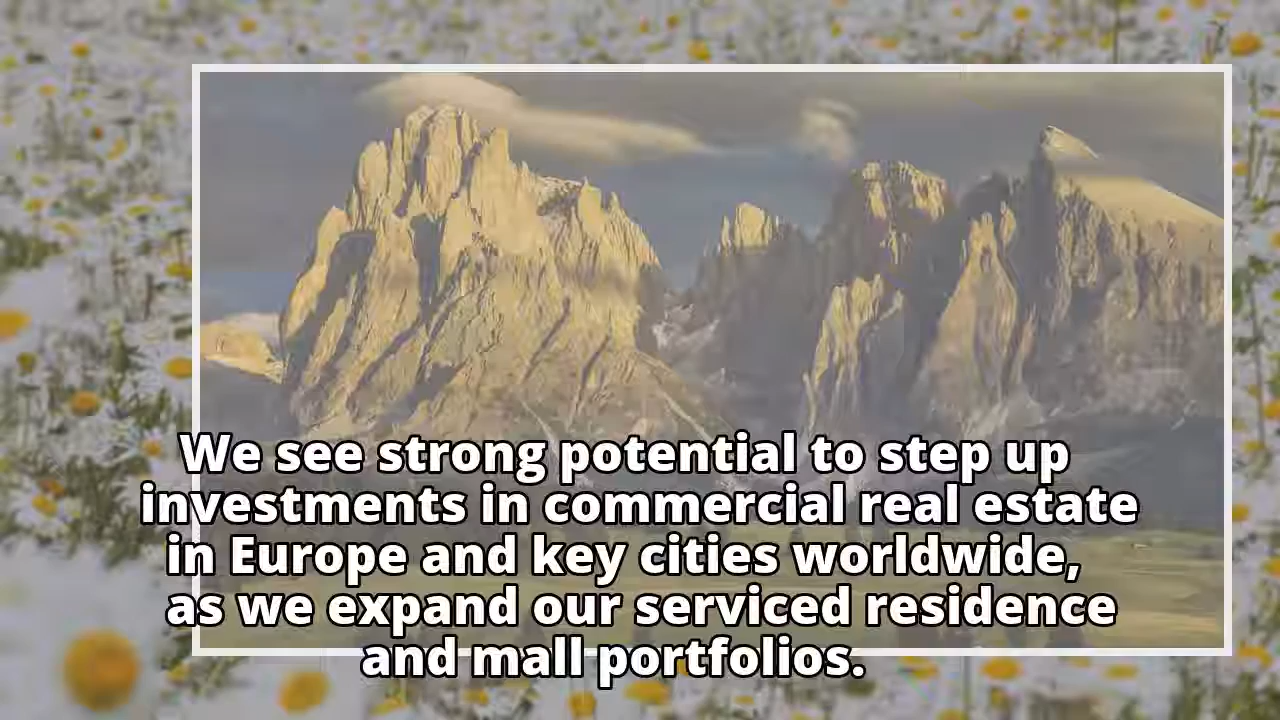 We see strong potential to step up
investments in commercial real estate
in Europe and key cities worldwide,
as we expand our serviced residence
and mall portfolios.